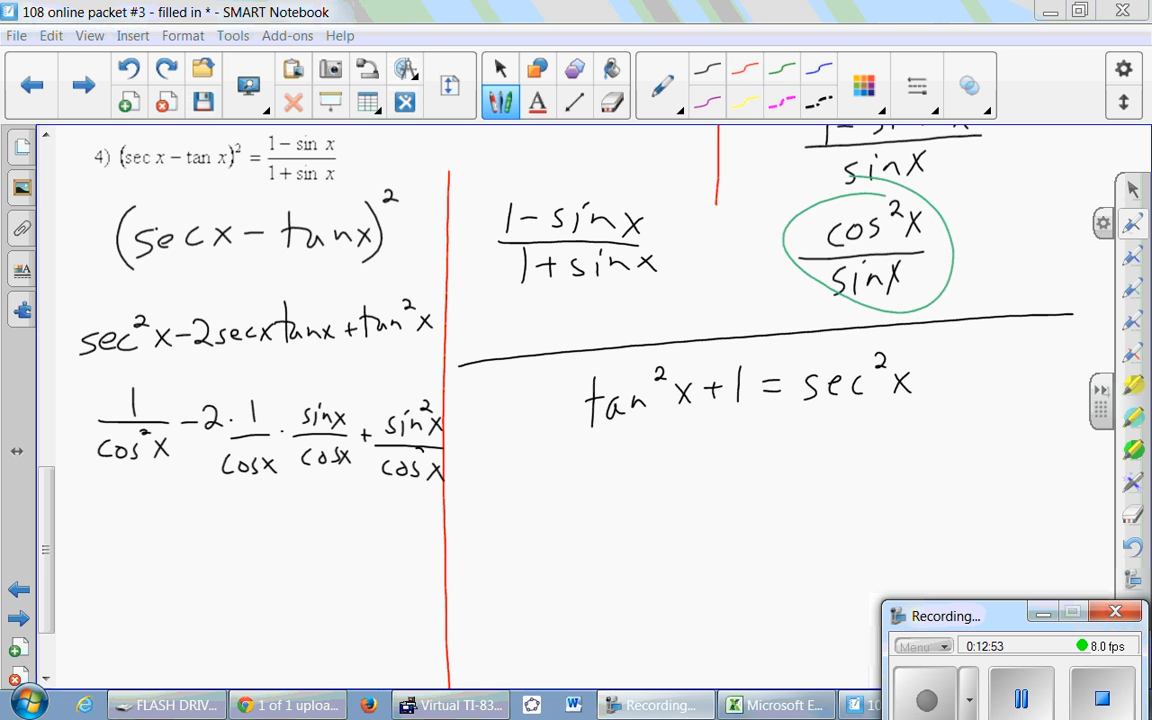 108 online packet #3 - filled in * - SMART Notebook
File Edit View Insert Format Tools Add-ons Help
4) (sec x − tan x)² = (1 − sin x)/(1 + sin x)
(secx − tanx)²
sec²x − 2secxtanx + tan²x
1/cos²x − 2 · 1/cosx · sinx/cosx + sin²x/cos²x
1 − sinx
1 + sinx
sinx
cos²x
sinx
tan²x + 1 = sec²x
Recording...
Menu 0:12:53 8.0 fps
FLASH DRIV... 1 of 1 uploa... Virtual TI-83... Recording... Microsoft E... 10